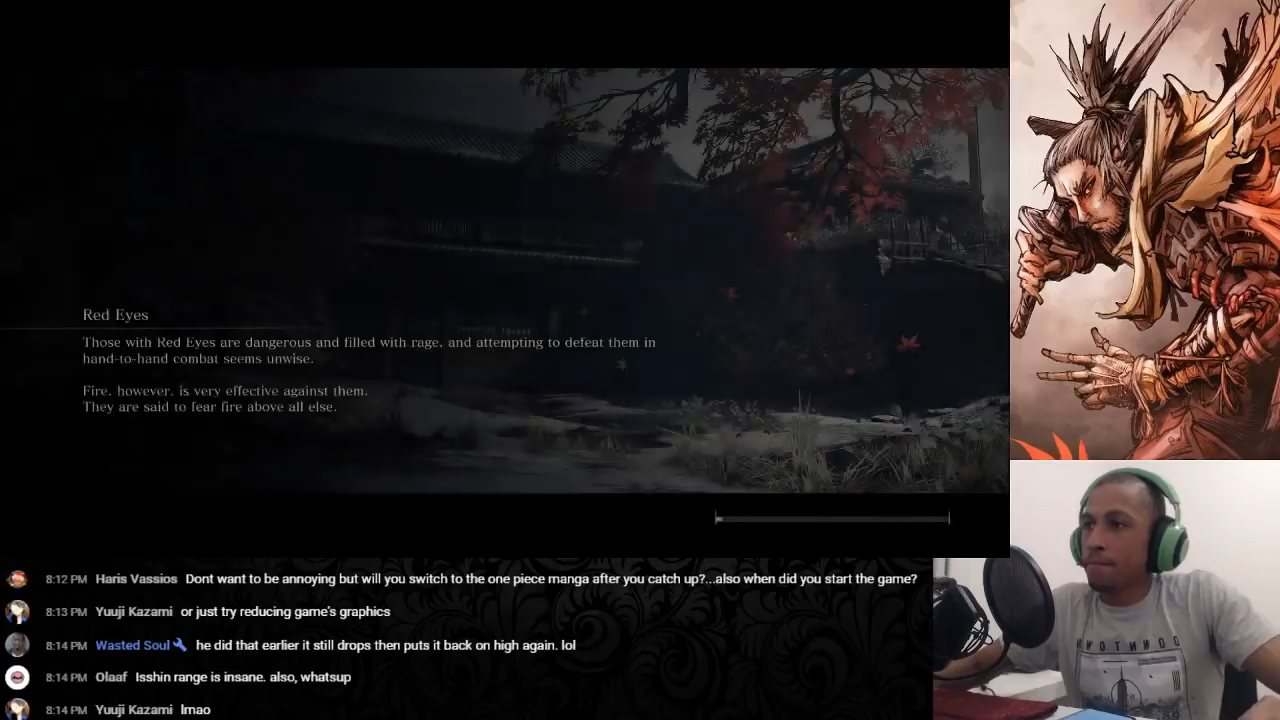 Red Eyes
Those with Red Eyes are dangerous and filled with rage, and attempting to defeat them in
hand-to-hand combat seems unwise.
Fire, however, is very effective against them.
They are said to fear fire above all else.
8:12 PM Haris Vassios Dont want to be annoying but will you switch to the one piece manga after you catch up?...also when did you start the game?
8:13 PM Yuuji Kazami or just try reducing game's graphics
8:14 PM Wasted Soul he did that earlier it still drops then puts it back on high again. lol
8:14 PM Olaaf Isshin range is insane. also, whatsup
8:14 PM Yuuji Kazami lmao
DOWNTOWN